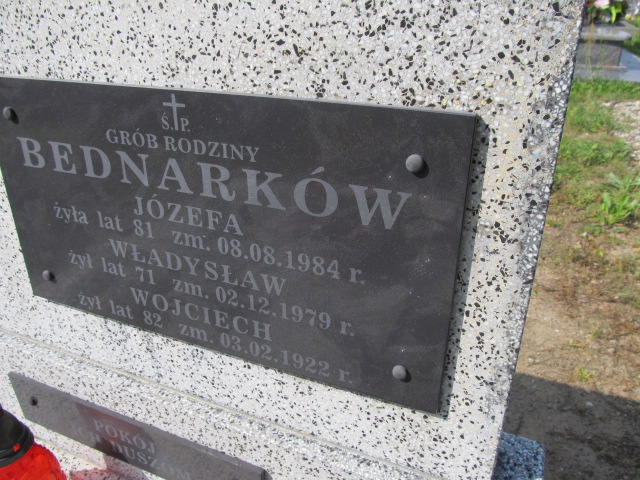 Ś.P.
GRÓB RODZINY
BEDNARKÓW
JÓZEFA
żyła lat 81 zm. 08.08.1984 r.
WŁADYSŁAW
żył lat 71 zm. 02.12.1979 r.
WOJCIECH
żył lat 82 zm. 03.02.1922 r.
POKÓJ